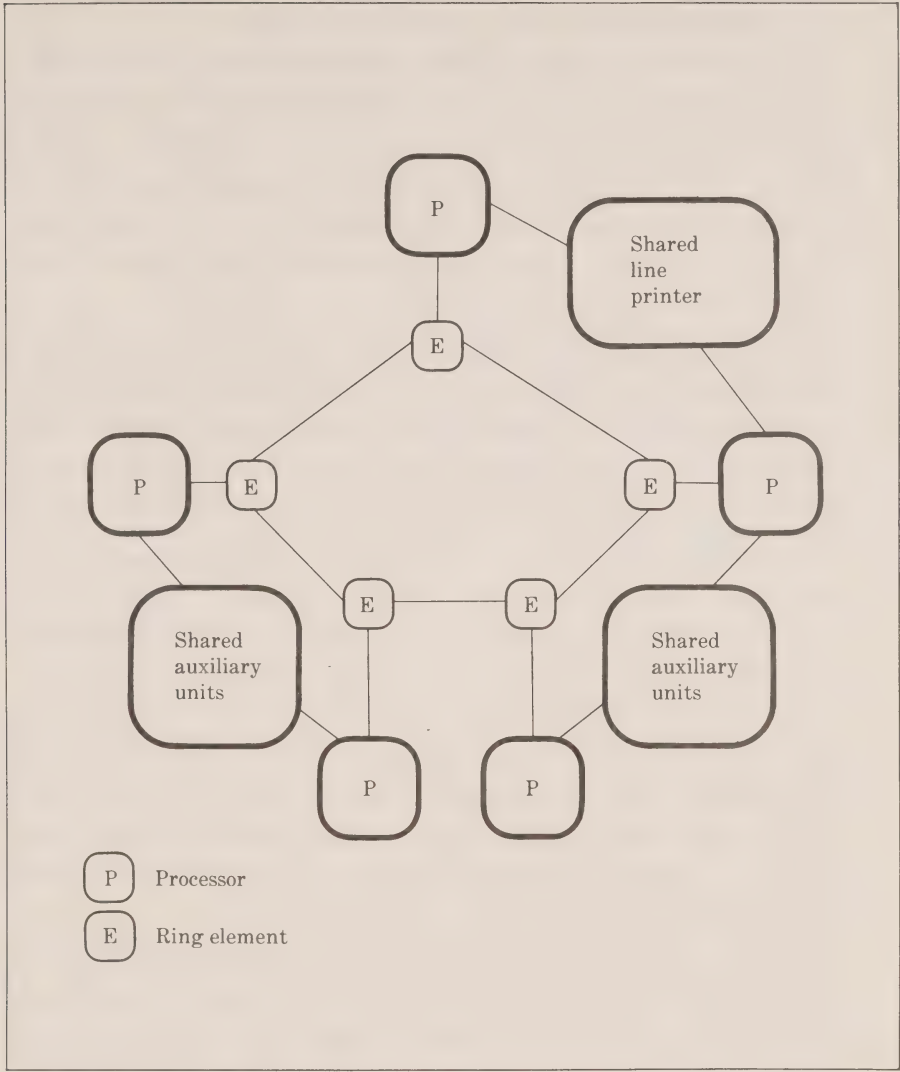 P
Shared
line
printer
E
P
E
E
P
E
E
Shared
auxiliary
units
Shared
auxiliary
units
P
P
P Processor
E Ring element